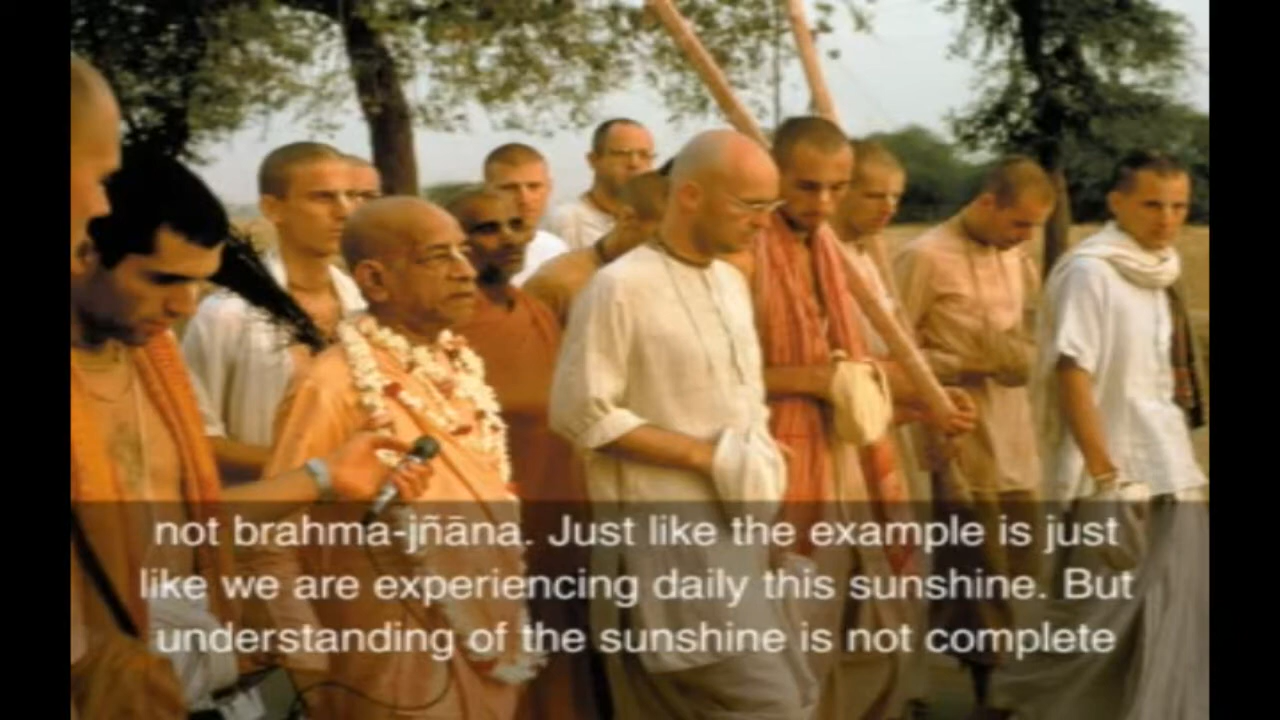 not brahma-jñāna. Just like the example is just
like we are experiencing daily this sunshine. But
understanding of the sunshine is not complete